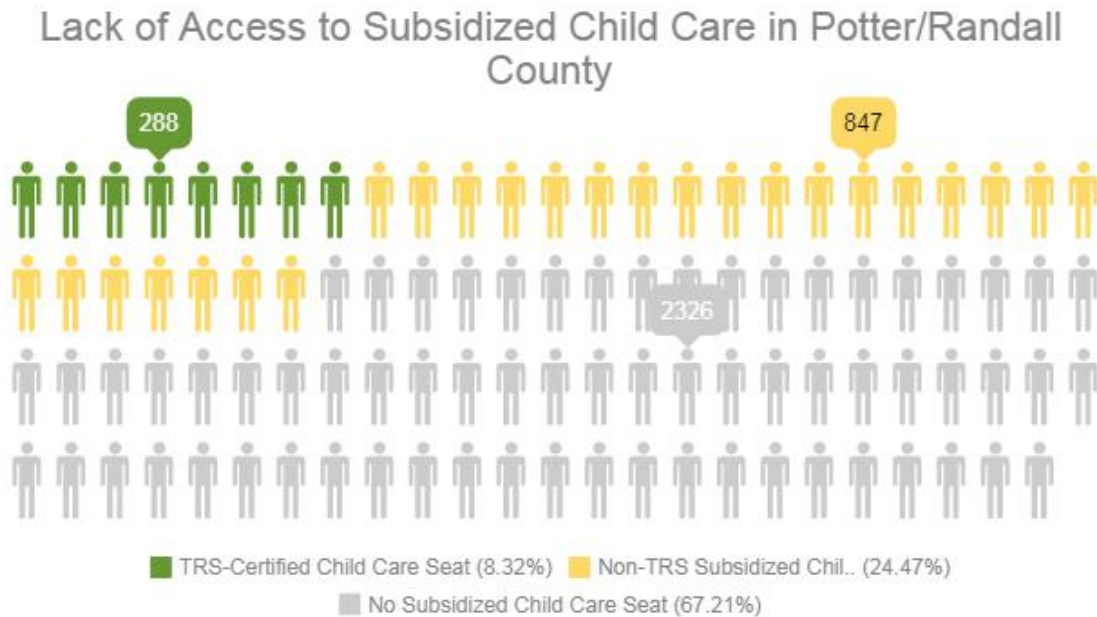 Lack of Access to Subsidized Child Care in Potter/Randall
County
288
847
2326
TRS-Certified Child Care Seat (8.32%)
Non-TRS Subsidized Chil.. (24.47%)
No Subsidized Child Care Seat (67.21%)